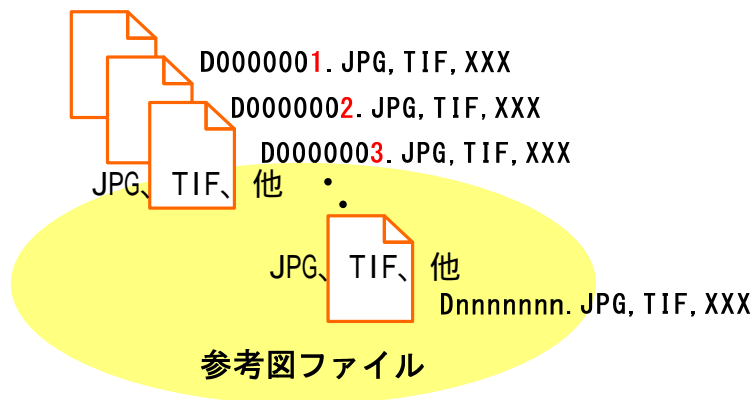 D0000001.JPG,TIF,XXX
D0000002.JPG,TIF,XXX
D0000003.JPG,TIF,XXX
JPG、TIF、他
JPG、TIF、他
Dnnnnnnn.JPG,TIF,XXX
参考図ファイル